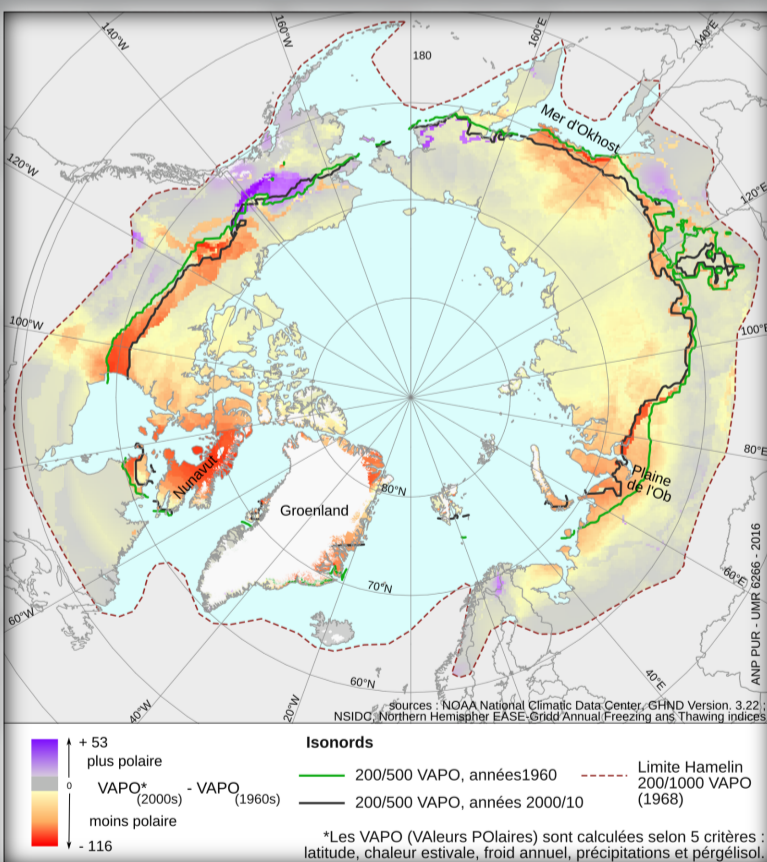 140°W
160°W
180
160°E
140°E
120°W
120°E
100°W
100°E
80°E
60°W
60°E
40°W
40°E
20°W
60°N
70°N
80°N
Mer d'Okhost
Nunavut
Groenland
Plaine
de l'Ob
ANP PUR - UMR 6266 - 2016
sources : NOAA National Climatic Data Center, GHND Version. 3.22 ;
NSIDC, Northern Hemispher EASE-Gridd Annual Freezing ans Thawing indices
+ 53
plus polaire
0
VAPO* (2000s) - VAPO (1960s)
moins polaire
- 116
Isonords
200/500 VAPO, années1960
200/500 VAPO, années 2000/10
Limite Hamelin
200/1000 VAPO
(1968)
*Les VAPO (VAleurs POlaires) sont calculées selon 5 critères :
latitude, chaleur estivale, froid annuel, précipitations et pérgélisol.